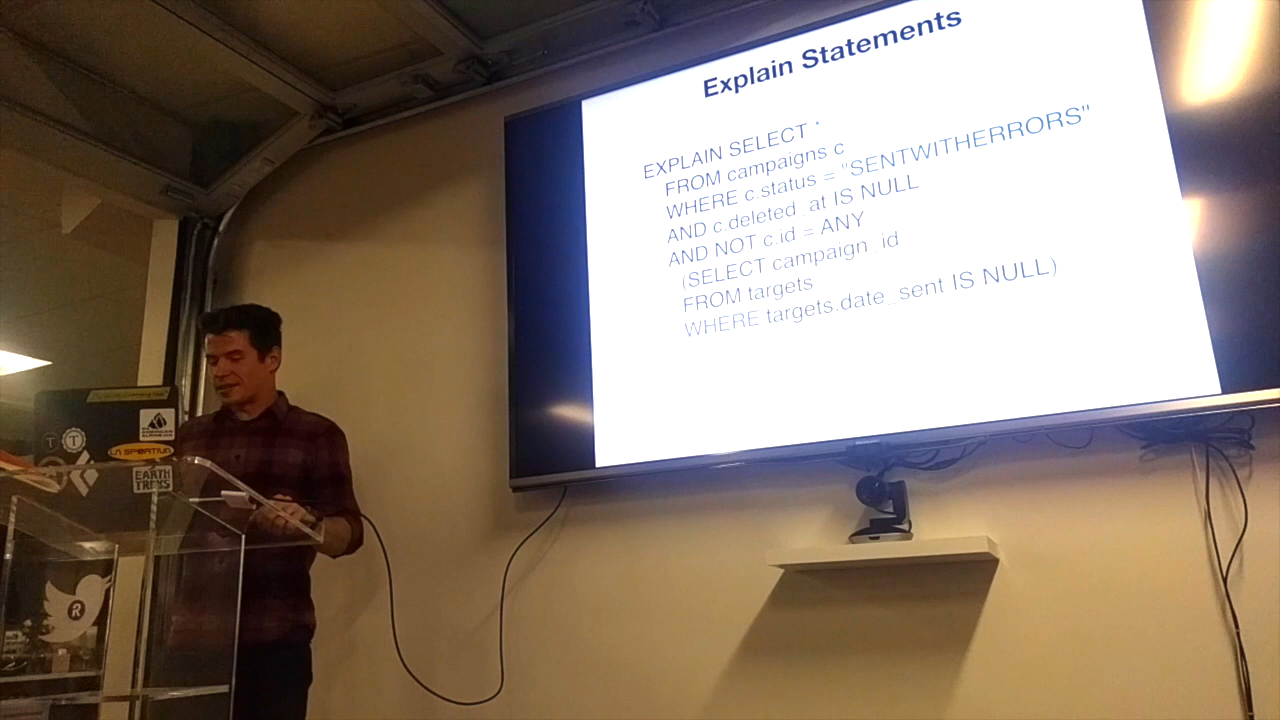 Explain Statements
EXPLAIN SELECT *
FROM campaigns c
WHERE c.status = "SENTWITHERRORS"
AND c.deleted_at IS NULL
AND NOT c.id = ANY
(SELECT campaign_id
FROM targets
WHERE targets.date_sent IS NULL)
LA SPORTIVA
EARTH
TREKS
T
T
R